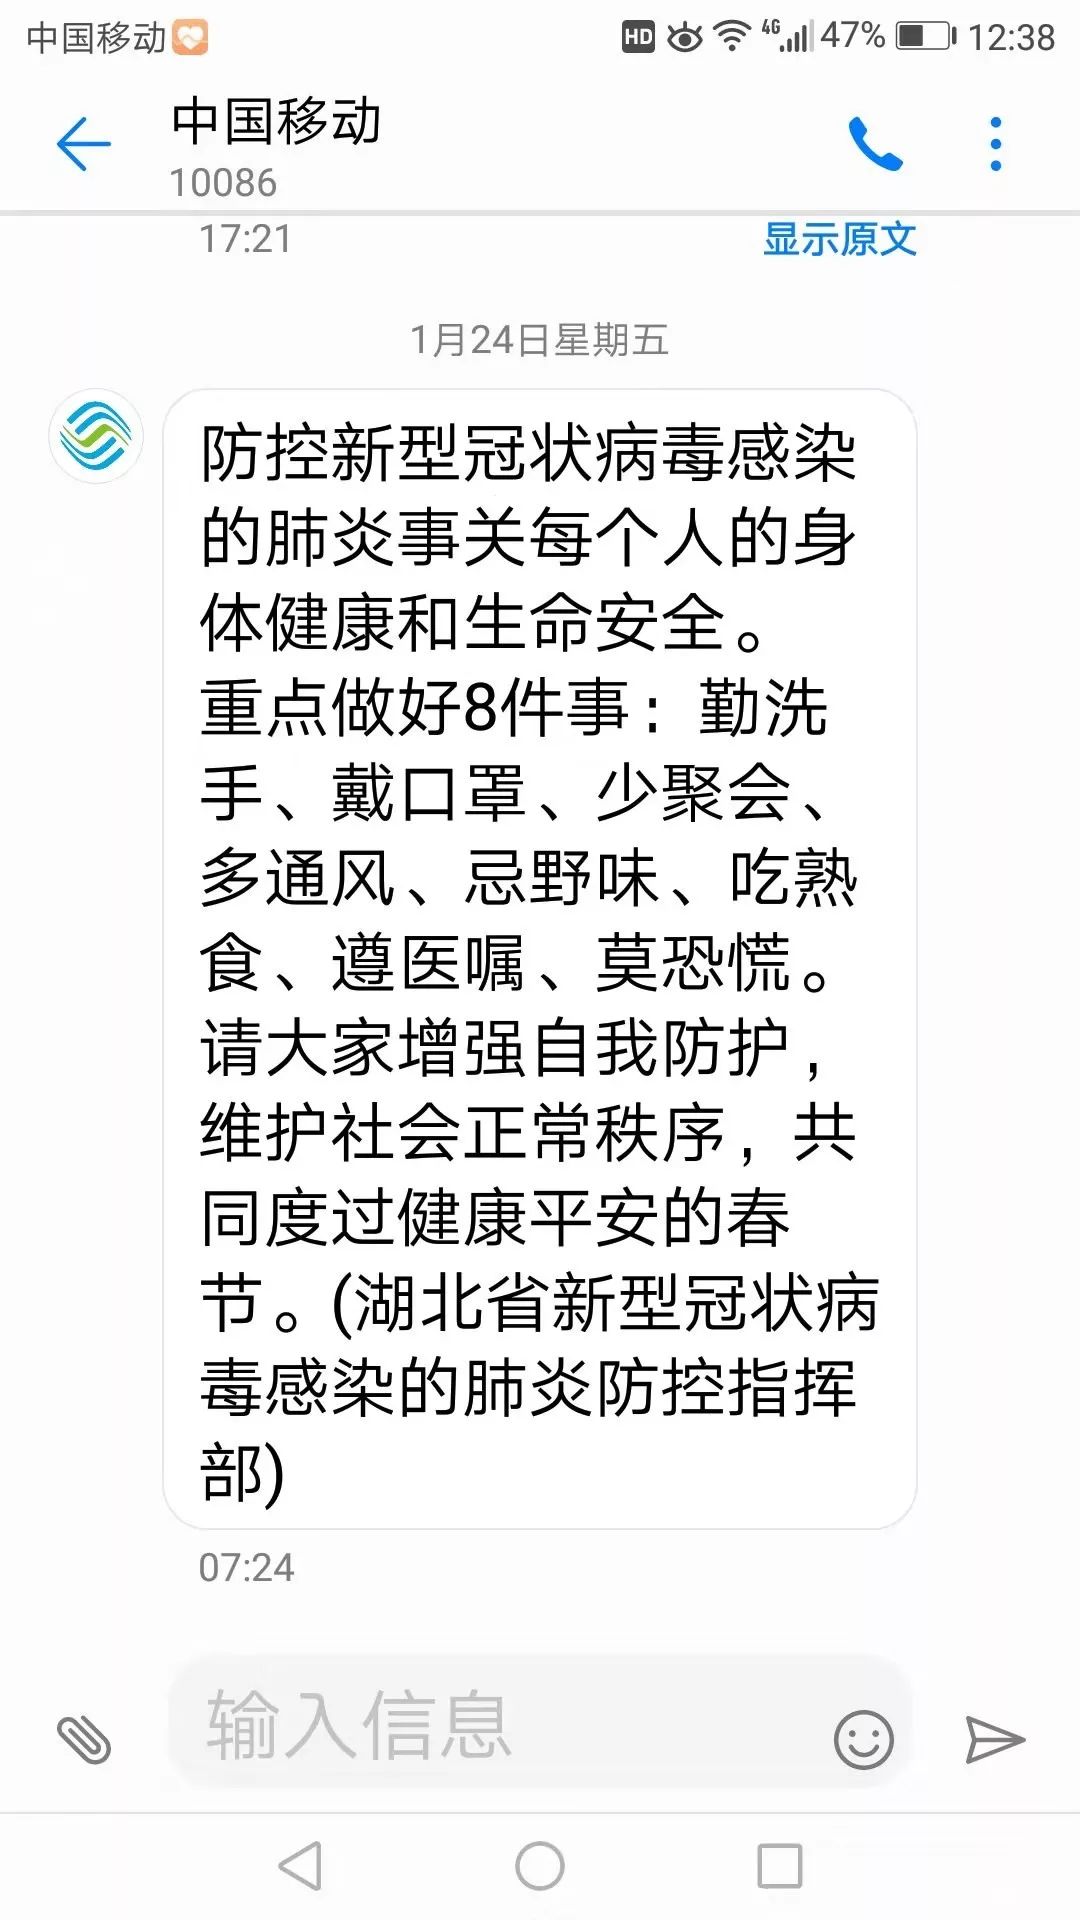 中国移动 HD 4G 47% 12:38
中国移动
10086
17:21 显示原文
1月24日星期五
防控新型冠状病毒感染
的肺炎事关每个人的身
体健康和生命安全。
重点做好8件事：勤洗
手、戴口罩、少聚会、
多通风、忌野味、吃熟
食、遵医嘱、莫恐慌。
请大家增强自我防护，
维护社会正常秩序，共
同度过健康平安的春
节。(湖北省新型冠状病
毒感染的肺炎防控指挥
部)
07:24
输入信息